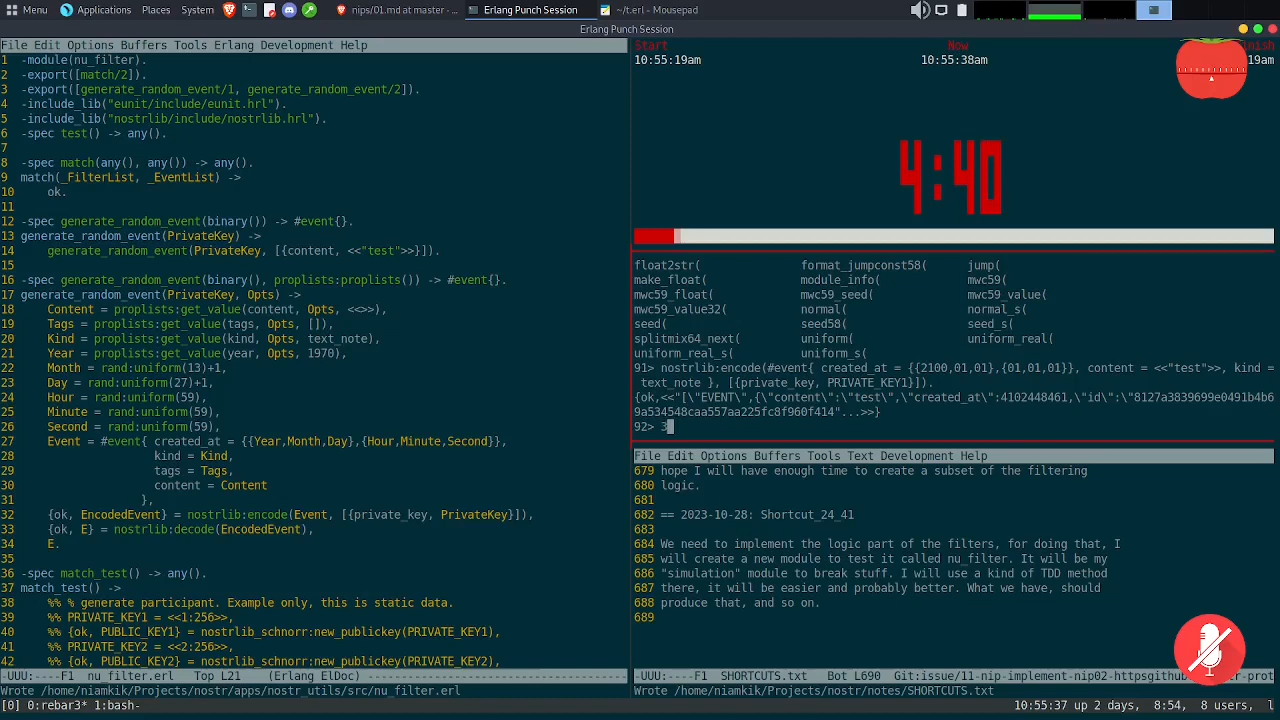 Menu Applications Places System nips/01.md at master - ... Erlang Punch Session ~/t.erl - Mousepad
Erlang Punch Session
File Edit Options Buffers Tools Erlang Development Help
1 -module(nu_filter).
2 -export([match/2]).
3 -export([generate_random_event/1, generate_random_event/2]).
4 -include_lib("eunit/include/eunit.hrl").
5 -include_lib("nostrlib/include/nostrlib.hrl").
6 -spec test() -> any().
7
8 -spec match(any(), any()) -> any().
9 match(_FilterList, _EventList) ->
10 ok.
11
12 -spec generate_random_event(binary()) -> #event{}.
13 generate_random_event(PrivateKey) ->
14 generate_random_event(PrivateKey, [{content, <<"test">>}]).
15
16 -spec generate_random_event(binary(), proplists:proplists()) -> #event{}.
17 generate_random_event(PrivateKey, Opts) ->
18 Content = proplists:get_value(content, Opts, <<>>),
19 Tags = proplists:get_value(tags, Opts, []),
20 Kind = proplists:get_value(kind, Opts, text_note),
21 Year = proplists:get_value(year, Opts, 1970),
22 Month = rand:uniform(13)+1,
23 Day = rand:uniform(27)+1,
24 Hour = rand:uniform(59),
25 Minute = rand:uniform(59),
26 Second = rand:uniform(59),
27 Event = #event{ created_at = {{Year,Month,Day},{Hour,Minute,Second}},
28 kind = Kind,
29 tags = Tags,
30 content = Content
31 },
32 {ok, EncodedEvent} = nostrlib:encode(Event, [{private_key, PrivateKey}]),
33 {ok, E} = nostrlib:decode(EncodedEvent),
34 E.
35
36 -spec match_test() -> any().
37 match_test() ->
38 %% % generate participant. Example only, this is static data.
39 %% PRIVATE_KEY1 = <<1:256>>,
40 %% {ok, PUBLIC_KEY1} = nostrlib_schnorr:new_publickey(PRIVATE_KEY1),
41 %% PRIVATE_KEY2 = <<2:256>>,
42 %% {ok, PUBLIC_KEY2} = nostrlib_schnorr:new_publickey(PRIVATE_KEY2),
-UUU:----F1 nu_filter.erl Top L21 (Erlang ElDoc)
Wrote /home/niamkik/Projects/nostr/apps/nostr_utils/src/nu_filter.erl
Start Now
10:55:19am 10:55:38am 19am
4:40
float2str( format_jumpconst58( jump(
make_float( module_info( mwc59(
mwc59_float( mwc59_seed( mwc59_value(
mwc59_value32( normal( normal_s(
seed( seed58( seed_s(
splitmix64_next( uniform( uniform_real(
uniform_real_s( uniform_s(
91> nostrlib:encode(#event{ created_at = {{2100,01,01},{01,01,01}}, content = <<"test">>, kind =
text_note }, [{private_key, PRIVATE_KEY1}]).
{ok,<<"[\"EVENT\",{\"content\":\"test\",\"created_at\":4102448461,\"id\":\"8127a3839699e0491b4b6
9a534548caa557aa225fc8f960f414"...>>}
92> 3
File Edit Options Buffers Tools Text Development Help
679 hope I will have enough time to create a subset of the filtering
680 logic.
681
682 == 2023-10-28: Shortcut_24_41
683
684 We need to implement the logic part of the filters, for doing that, I
685 will create a new module to test it called nu_filter. It will be my
686 "simulation" module to break stuff. I will use a kind of TDD method
687 there, it will be easier and probably better. What we have, should
688 produce that, and so on.
689
-UUU:----F1 SHORTCUTS.txt Bot L690 Git:issue/11-nip-implement-nip02-httpsgithub
Wrote /home/niamkik/Projects/nostr/notes/SHORTCUTS.txt
[0] 0:rebar3* 1:bash- 10:55:37 up 2 days, 8:54, 8 users, l